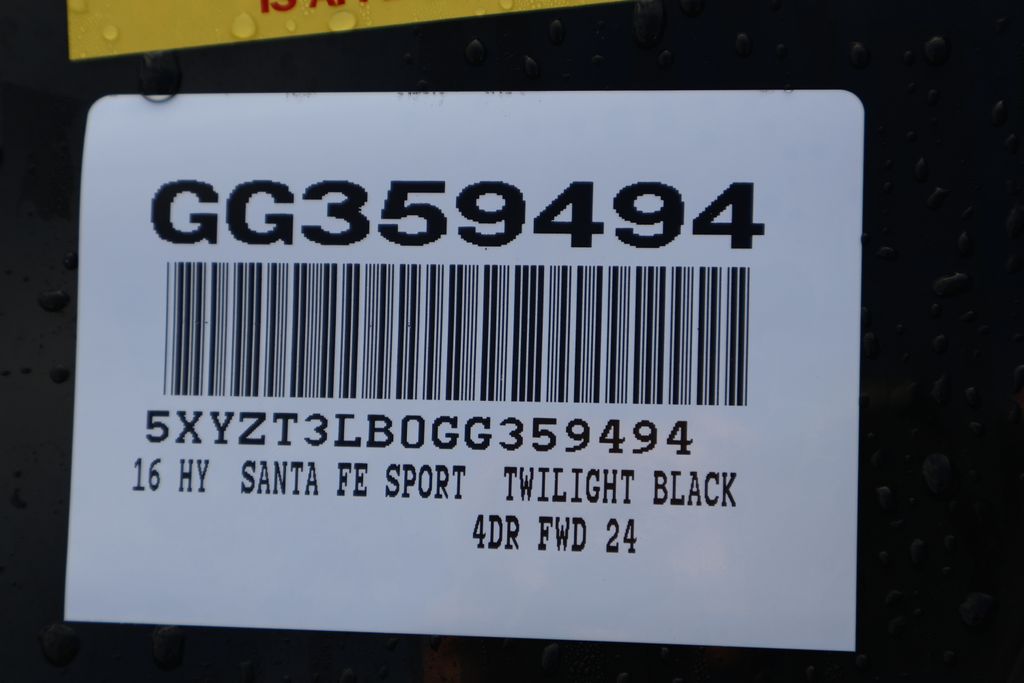 GG359494
5XYZT3LB0GG359494
16 HY SANTA FE SPORT TWILIGHT BLACK
4DR FWD 24